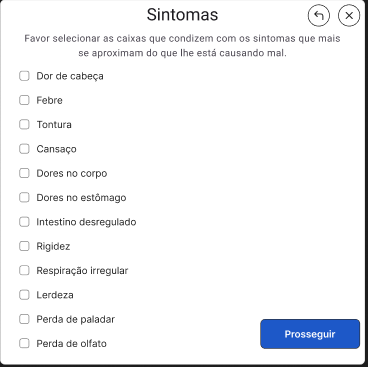 Sintomas
Favor selecionar as caixas que condizem com os sintomas que mais
se aproximam do que lhe está causando mal.
Dor de cabeça
Febre
Tontura
Cansaço
Dores no corpo
Dores no estômago
Intestino desregulado
Rigidez
Respiração irregular
Lerdeza
Perda de paladar
Perda de olfato
Prosseguir